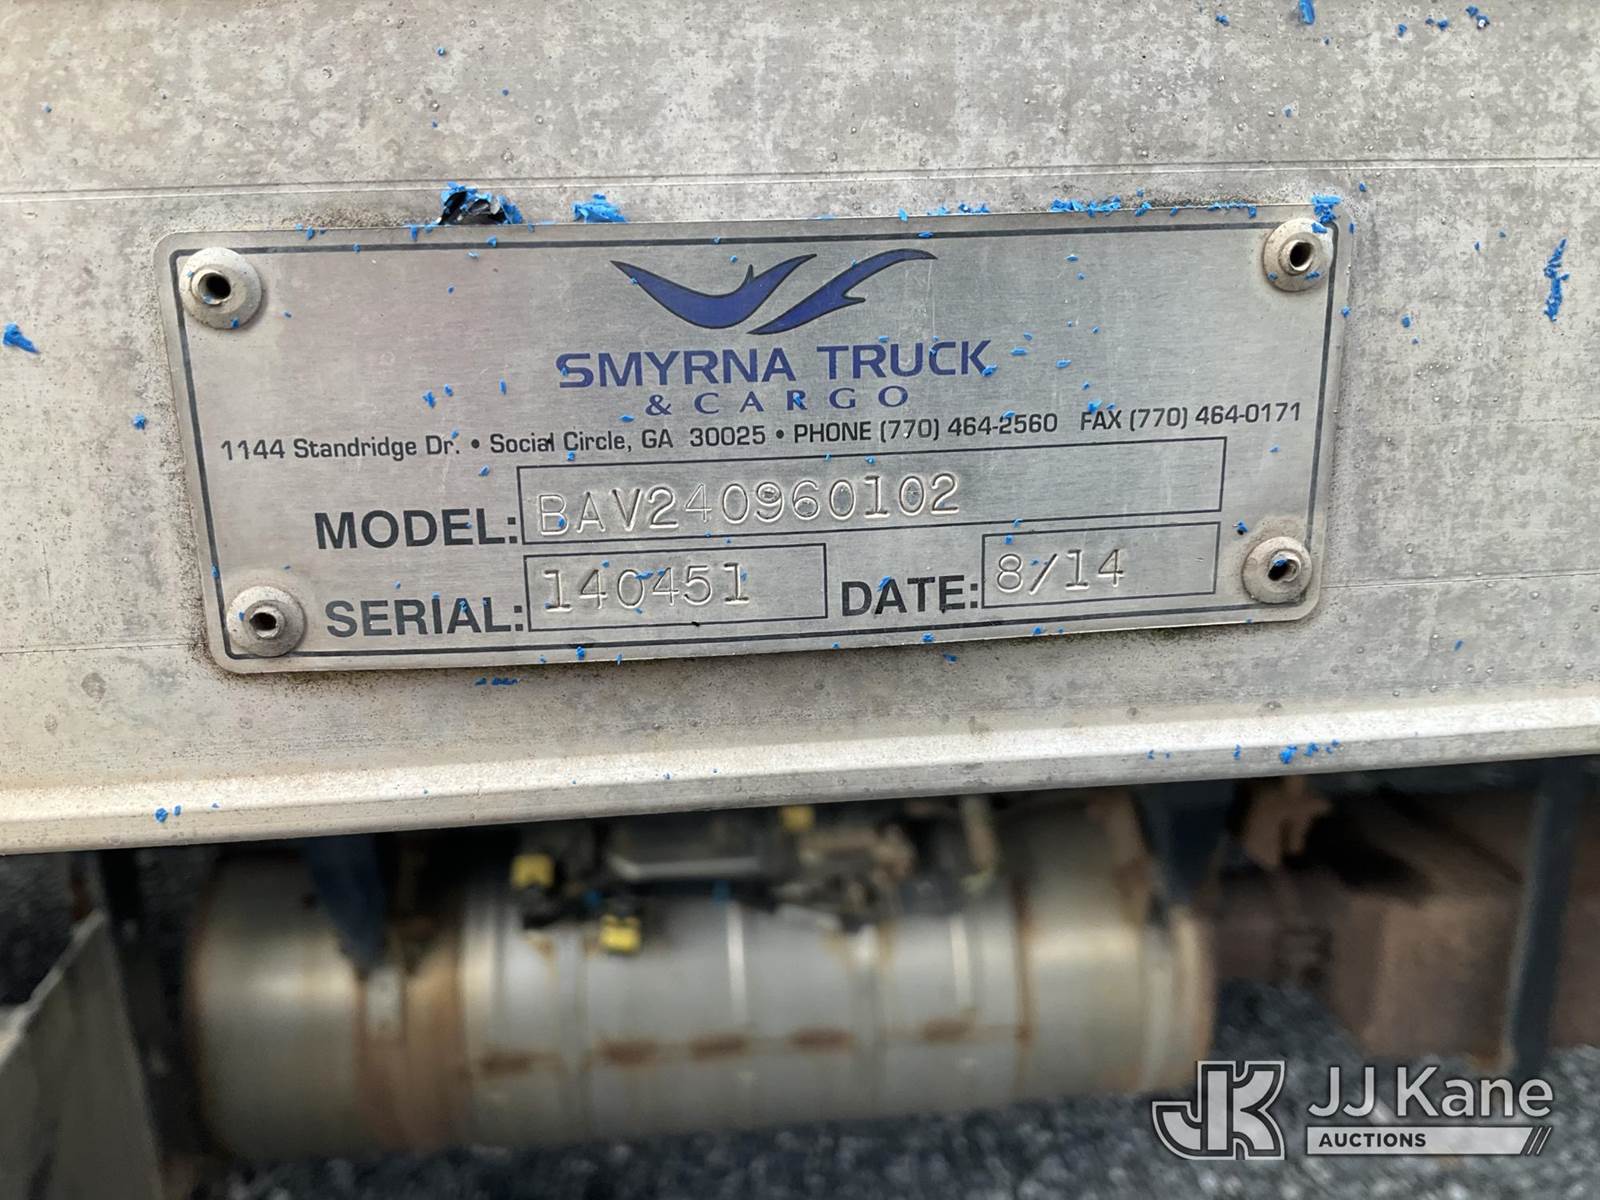 SMYRNA TRUCK
& CARGO
1144 Standridge Dr. • Social Circle, GA 30025 • PHONE (770) 464-2560 FAX (770) 464-0171
MODEL: BAV240960102
SERIAL: 140451 DATE: 8/14
JK JJ Kane
AUCTIONS